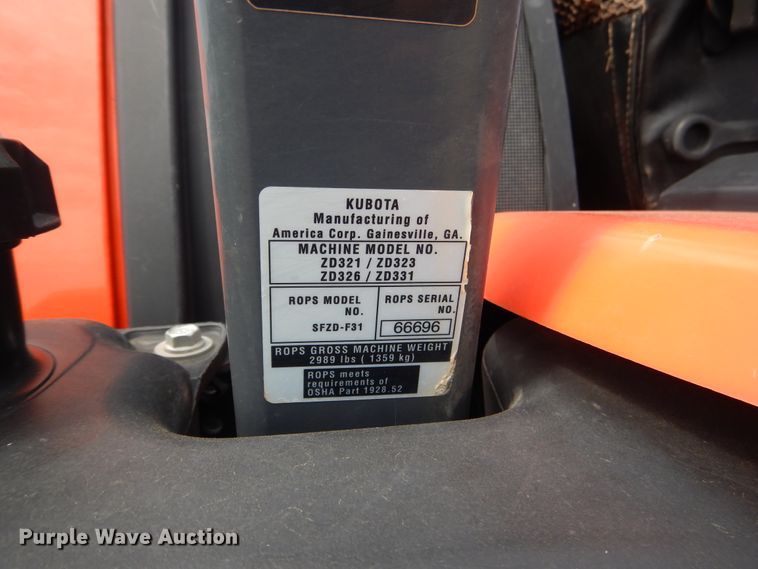 KUBOTA
Manufacturing of
America Corp. Gainesville, GA.
MACHINE MODEL NO.
ZD321 / ZD323
ZD326 / ZD331
ROPS MODEL
NO.
SFZD-F31
ROPS SERIAL
NO.
66696
ROPS GROSS MACHINE WEIGHT
2989 lbs ( 1359 kg)
ROPS meets
requirements of
OSHA Part 1928.52
Purple Wave Auction